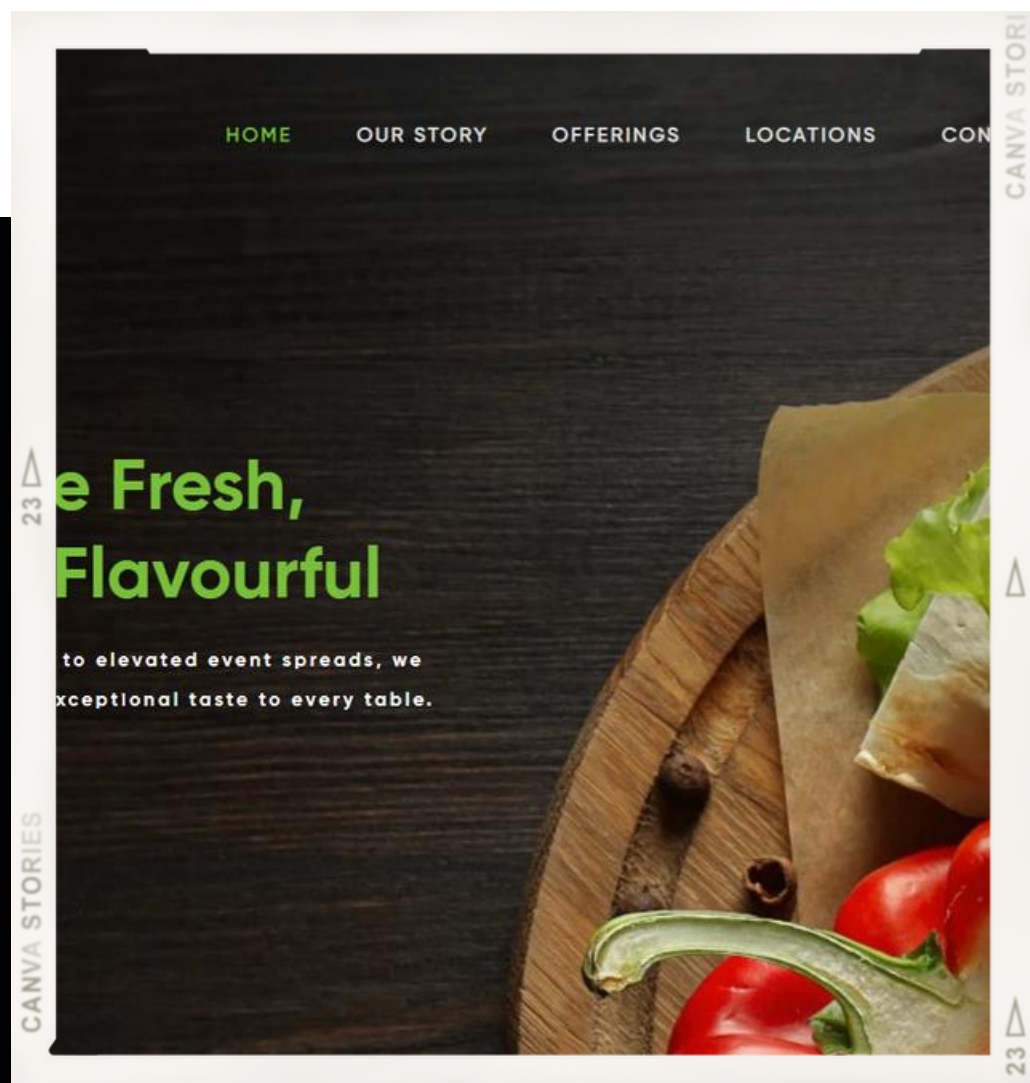 HOME OUR STORY OFFERINGS LOCATIONS CON
e Fresh,
Flavourful
to elevated event spreads, we
xceptional taste to every table.
23
CANVA STORIES
CANVA STORI
23